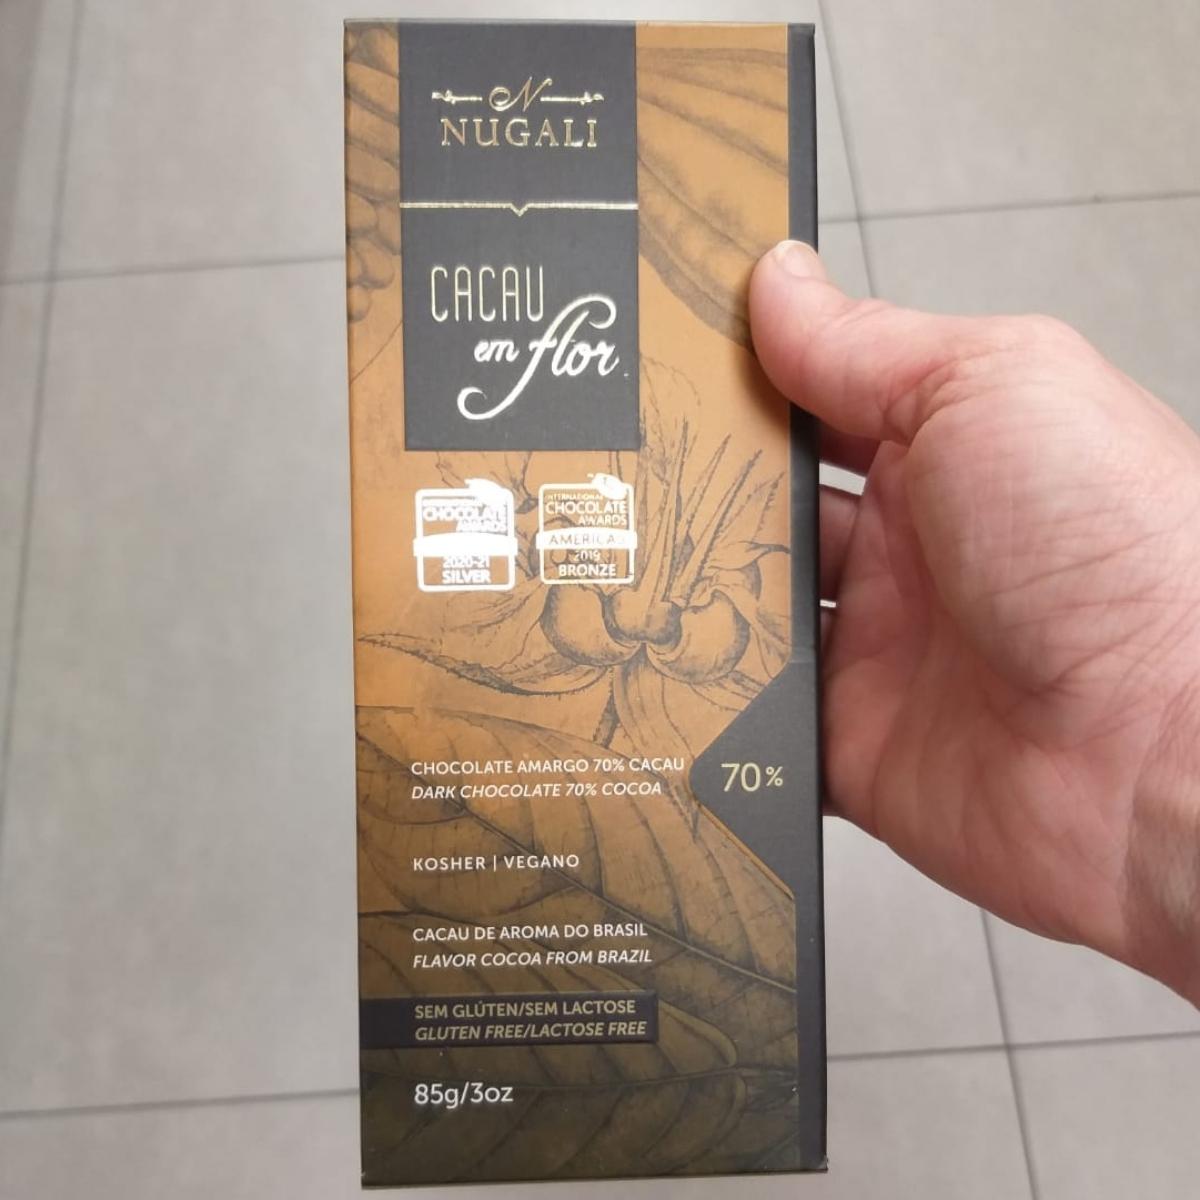 N
NUGALI
CACAU
em flor
INTERNATIONAL
CHOCOLATE
AWARDS
2020-21
SILVER
INTERNATIONAL
CHOCOLATE
AWARDS
AMERICAS
2019
BRONZE
CHOCOLATE AMARGO 70% CACAU
DARK CHOCOLATE 70% COCOA
70%
KOSHER | VEGANO
CACAU DE AROMA DO BRASIL
FLAVOR COCOA FROM BRAZIL
SEM GLÚTEN/SEM LACTOSE
GLUTEN FREE/LACTOSE FREE
85g/3oz